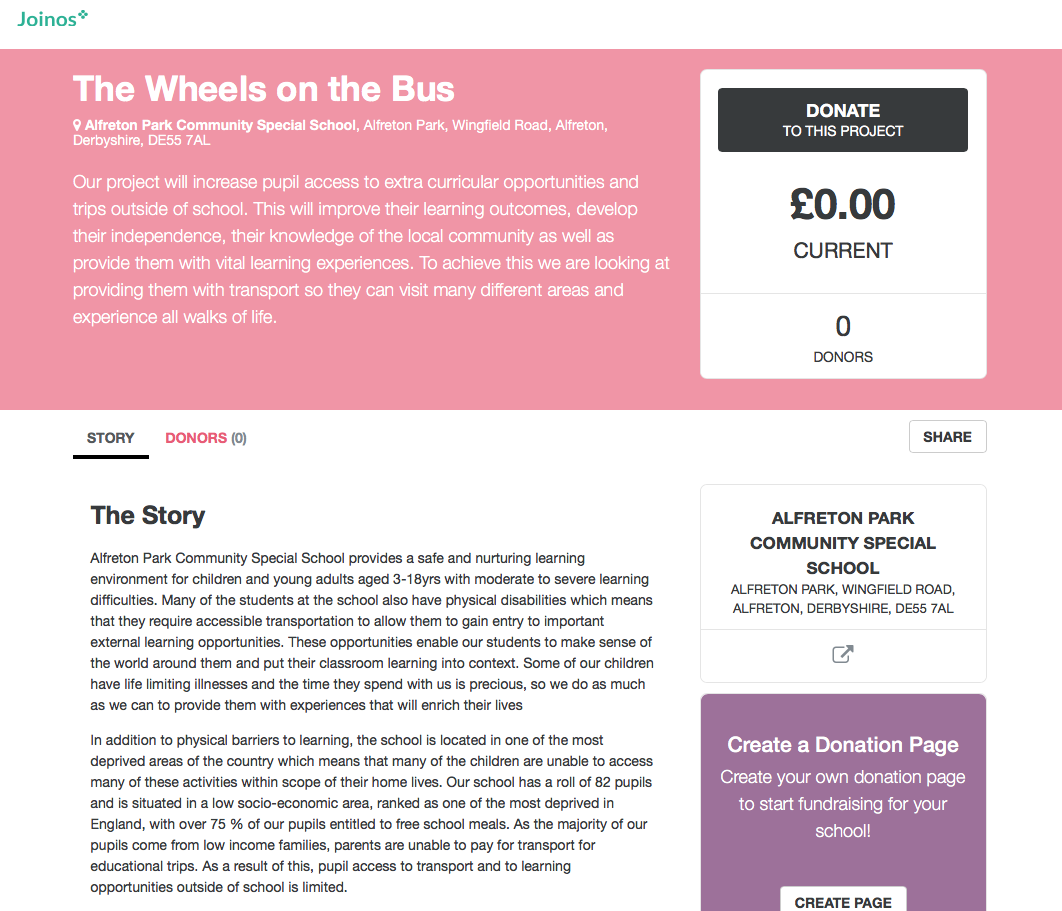 Joinos
The Wheels on the Bus
Alfreton Park Community Special School, Alfreton Park, Wingfield Road, Alfreton,
Derbyshire, DE55 7AL
Our project will increase pupil access to extra curricular opportunities and
trips outside of school. This will improve their learning outcomes, develop
their independence, their knowledge of the local community as well as
provide them with vital learning experiences. To achieve this we are looking at
providing them with transport so they can visit many different areas and
experience all walks of life.
DONATE
TO THIS PROJECT
£0.00
CURRENT
0
DONORS
STORY DONORS (0)
SHARE
The Story
Alfreton Park Community Special School provides a safe and nurturing learning
environment for children and young adults aged 3-18yrs with moderate to severe learning
difficulties. Many of the students at the school also have physical disabilities which means
that they require accessible transportation to allow them to gain entry to important
external learning opportunities. These opportunities enable our students to make sense of
the world around them and put their classroom learning into context. Some of our children
have life limiting illnesses and the time they spend with us is precious, so we do as much
as we can to provide them with experiences that will enrich their lives
In addition to physical barriers to learning, the school is located in one of the most
deprived areas of the country which means that many of the children are unable to access
many of these activities within scope of their home lives. Our school has a roll of 82 pupils
and is situated in a low socio-economic area, ranked as one of the most deprived in
England, with over 75 % of our pupils entitled to free school meals. As the majority of our
pupils come from low income families, parents are unable to pay for transport for
educational trips. As a result of this, pupil access to transport and to learning
opportunities outside of school is limited.
ALFRETON PARK
COMMUNITY SPECIAL
SCHOOL
ALFRETON PARK, WINGFIELD ROAD,
ALFRETON, DERBYSHIRE, DE55 7AL
Create a Donation Page
Create your own donation page
to start fundraising for your
school!
CREATE PAGE